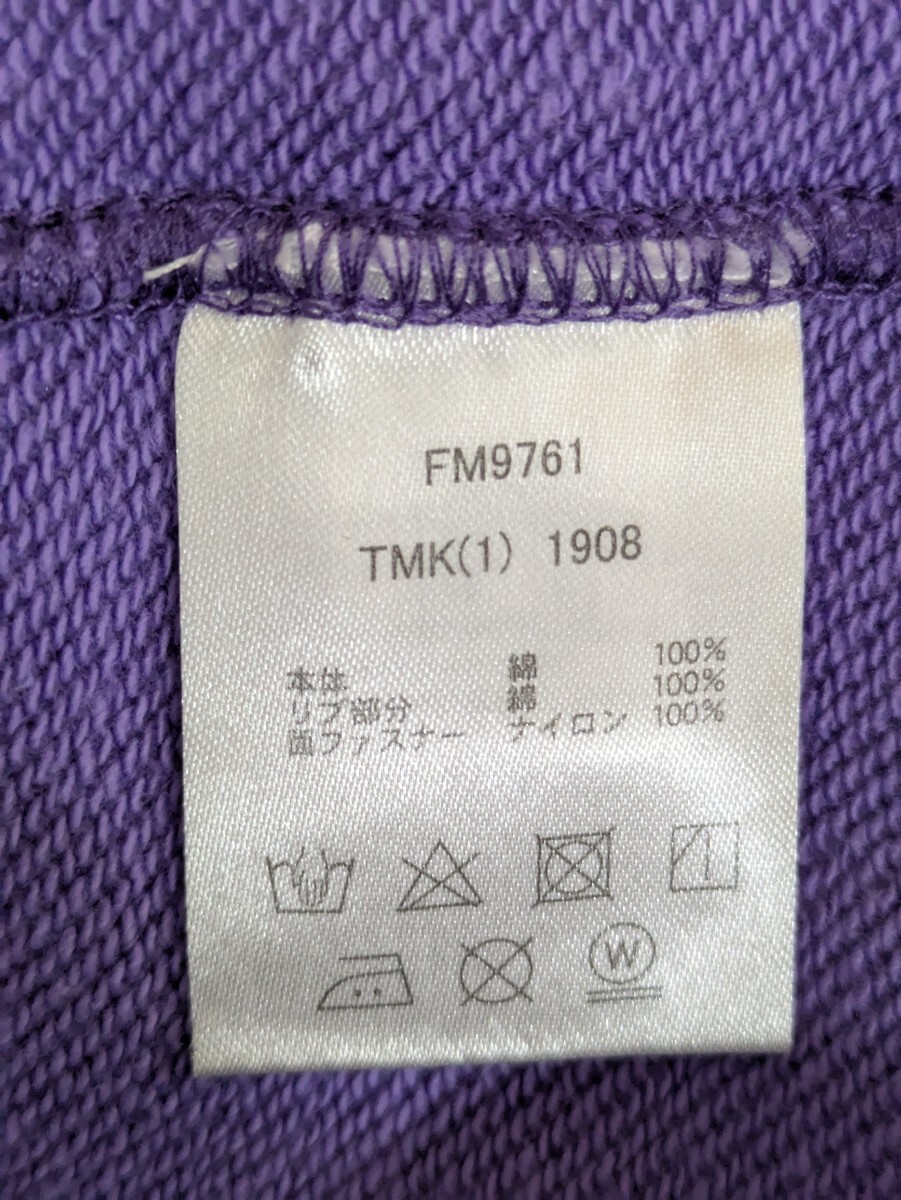 FM9761
TMK(1) 1908
本体 綿 100%
リブ部分 綿 100%
面ファスナー ナイロン 100%
W